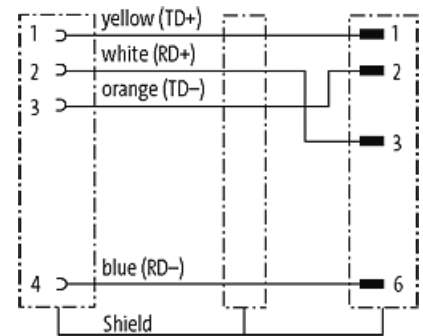 yellow (TD+)
1 1
white (RD+)
2 2
orange (TD–)
3
3
blue (RD–)
4 6
Shield